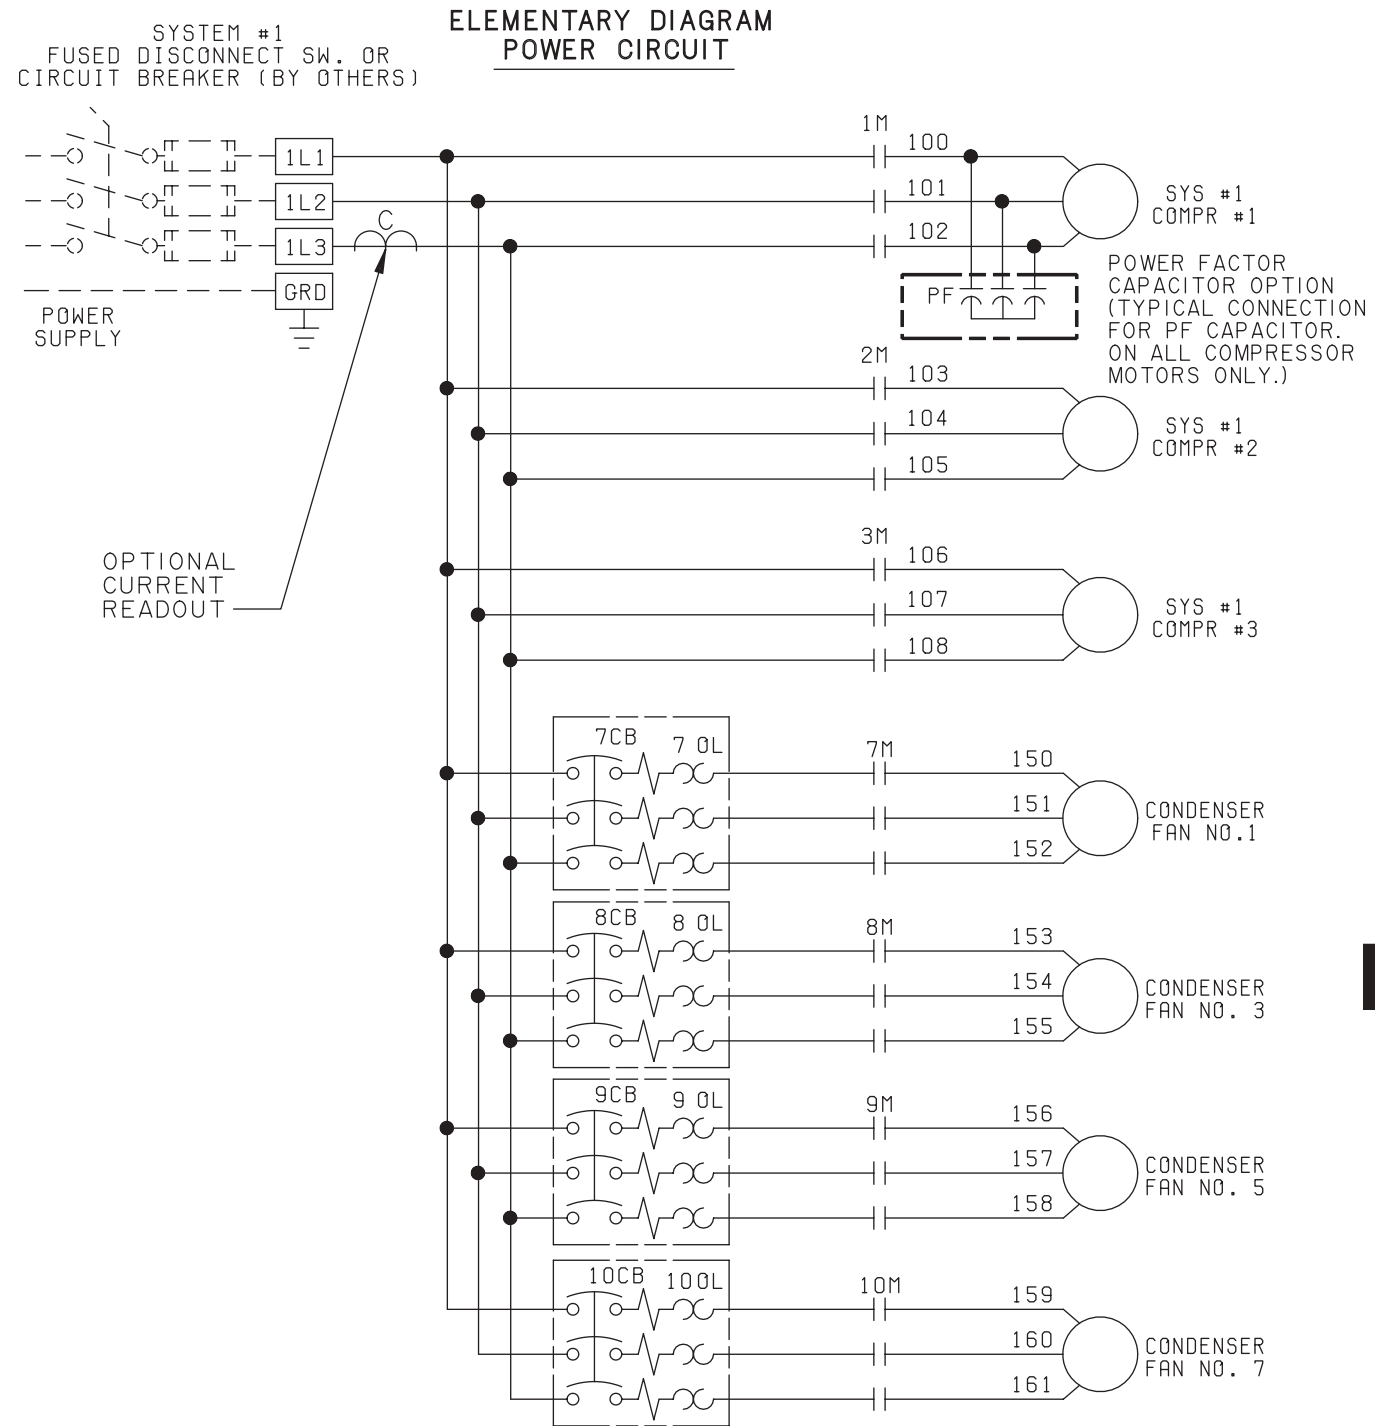 ELEMENTARY DIAGRAM
POWER CIRCUIT
SYSTEM #1
FUSED DISCONNECT SW. OR
CIRCUIT BREAKER (BY OTHERS)
1L1
1L2
1L3
GRD
POWER
SUPPLY
C
OPTIONAL
CURRENT
READOUT
1M
100
101
102
SYS #1
COMPR #1
PF
POWER FACTOR
CAPACITOR OPTION
(TYPICAL CONNECTION
FOR PF CAPACITOR.
ON ALL COMPRESSOR
MOTORS ONLY.)
2M
103
104
105
SYS #1
COMPR #2
3M
106
107
108
SYS #1
COMPR #3
7CB
7 OL
7M
150
151
152
CONDENSER
FAN NO.1
8CB
8 OL
8M
153
154
155
CONDENSER
FAN NO. 3
9CB
9 OL
9M
156
157
158
CONDENSER
FAN NO. 5
10CB
10OL
10M
159
160
161
CONDENSER
FAN NO. 7